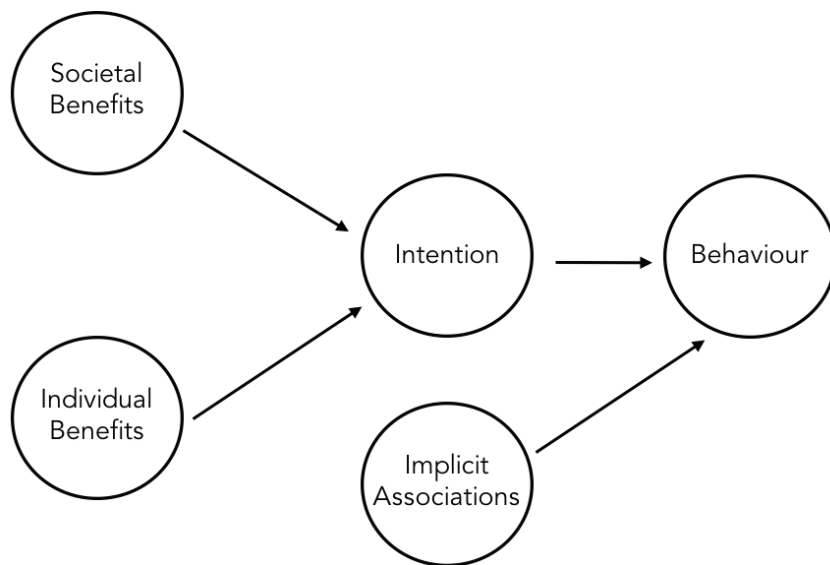 Societal
Benefits
Intention
Behaviour
Individual
Benefits
Implicit
Associations